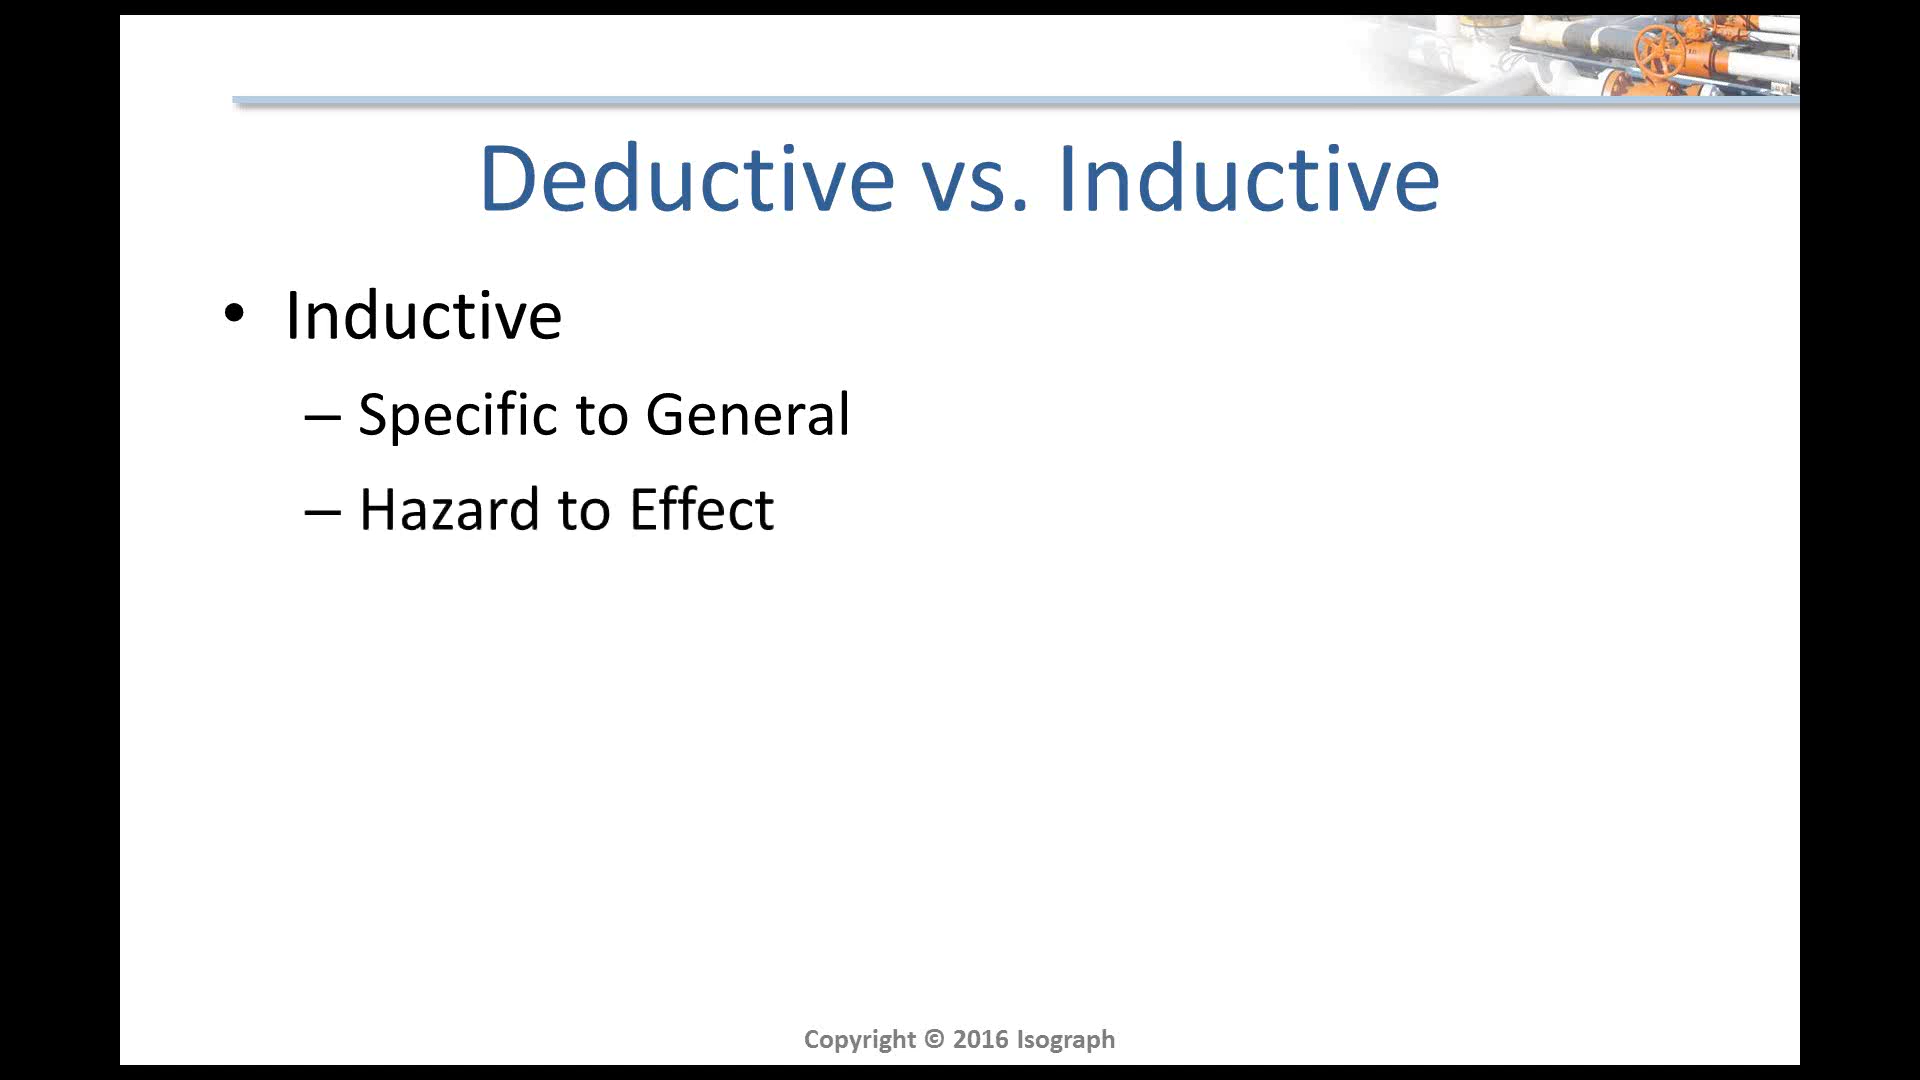 Deductive vs. Inductive
• Inductive
– Specific to General
– Hazard to Effect
Copyright © 2016 Isograph